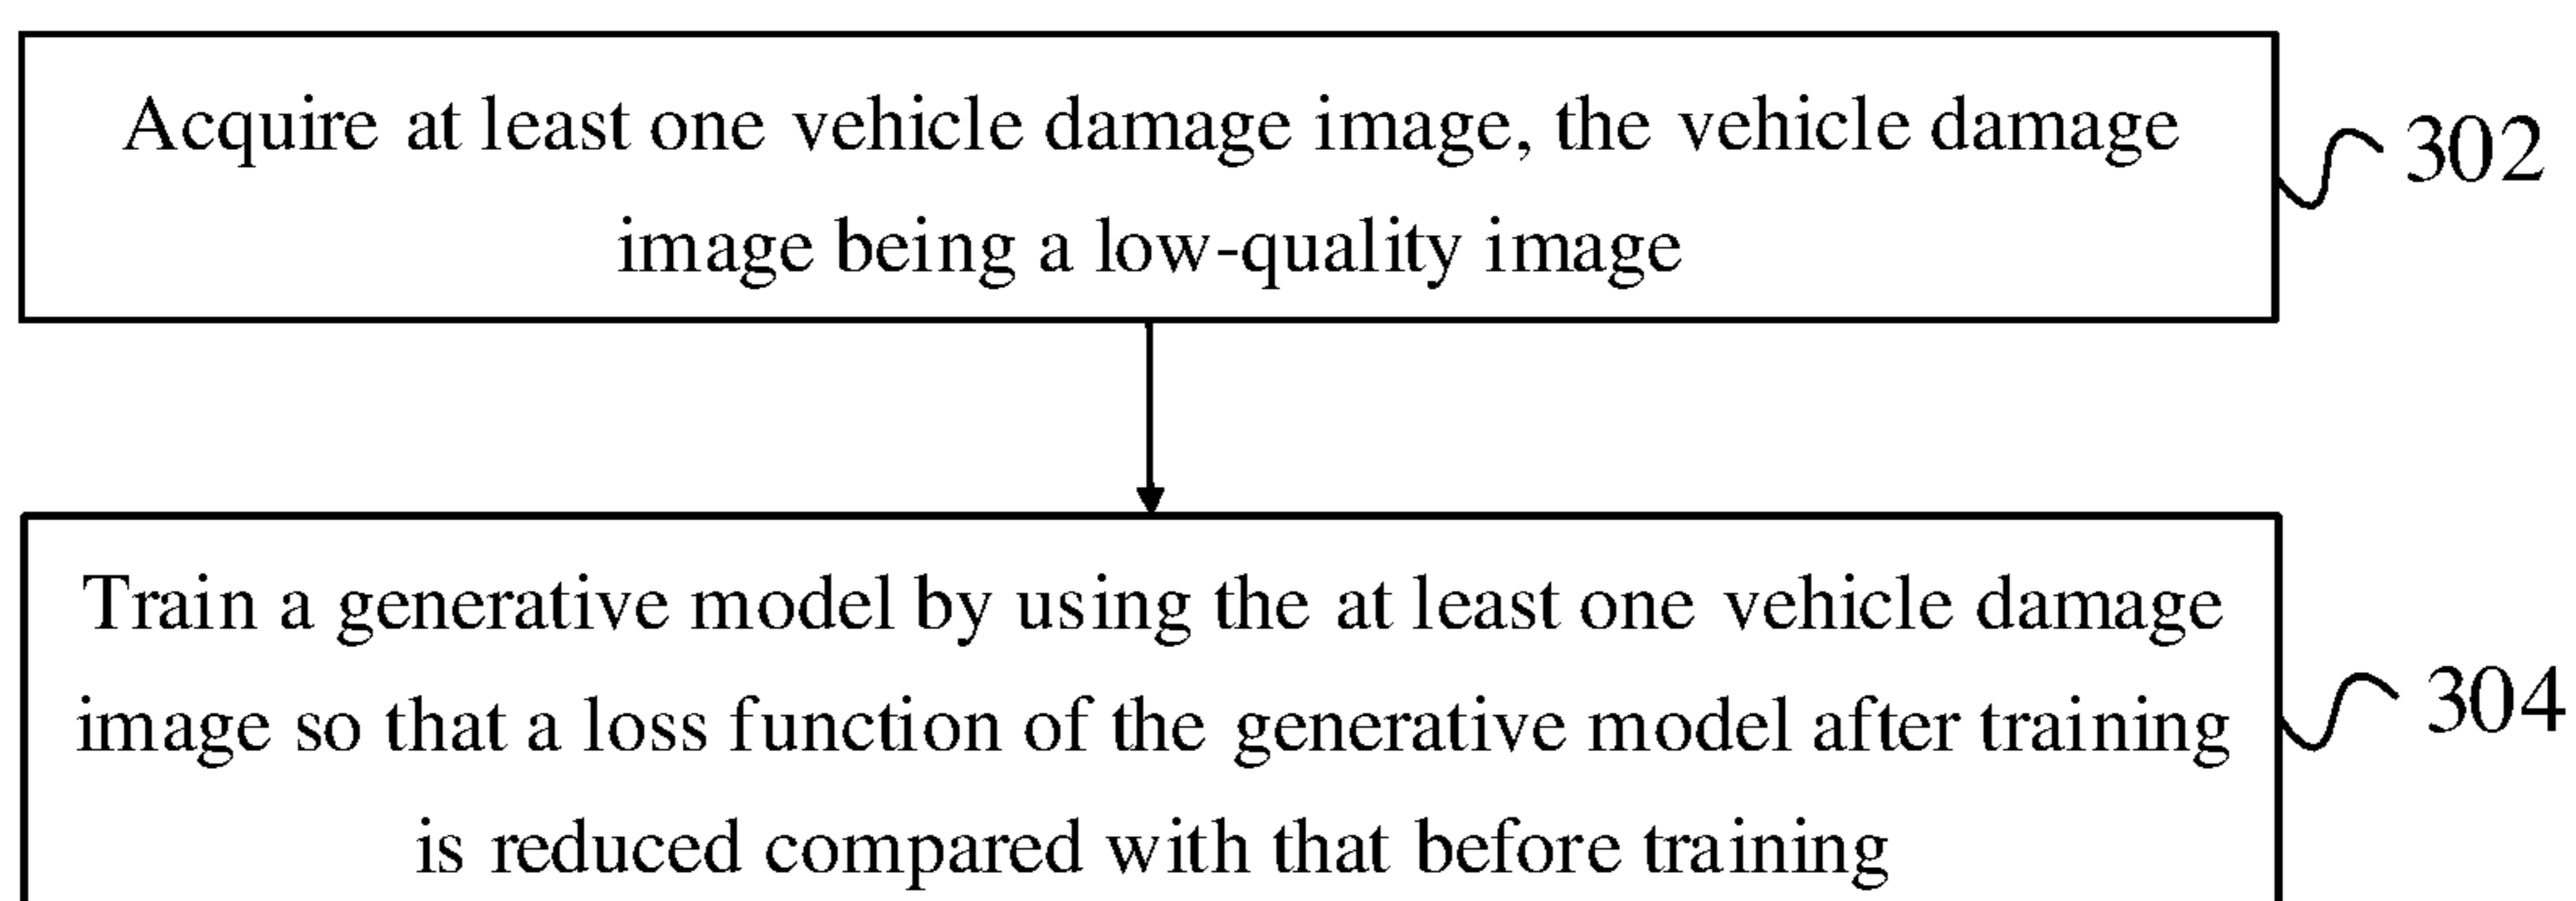 Acquire at least one vehicle damage image, the vehicle damage
image being a low-quality image
302
Train a generative model by using the at least one vehicle damage
image so that a loss function of the generative model after training
is reduced compared with that before training
304